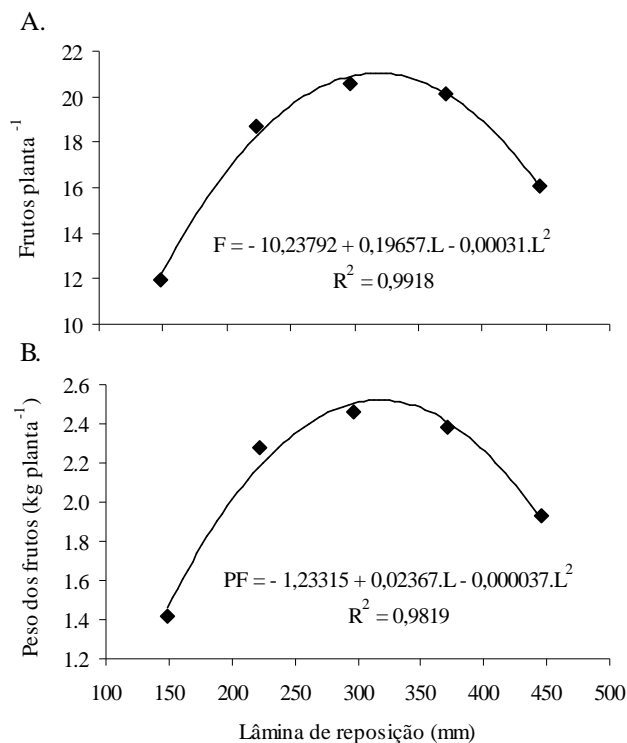 A.
22
20
18
16
14
12
10
Frutos planta ⁻¹
F = - 10,23792 + 0,19657.L - 0,00031.L²
R² = 0,9918
B.
2.6
2.4
2.2
2.0
1.8
1.6
1.4
1.2
Peso dos frutos (kg planta⁻¹)
PF = - 1,23315 + 0,02367.L - 0,000037.L²
R² = 0,9819
100 150 200 250 300 350 400 450 500
Lâmina de reposição (mm)